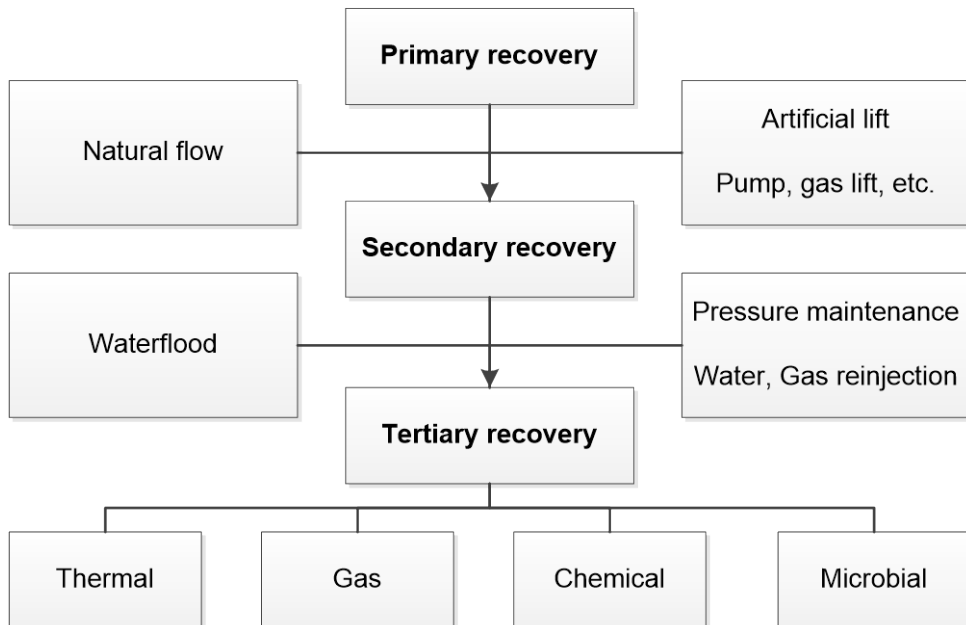 Primary recovery
Natural flow
Artificial lift
Pump, gas lift, etc.
Secondary recovery
Waterflood
Pressure maintenance
Water, Gas reinjection
Tertiary recovery
Thermal
Gas
Chemical
Microbial